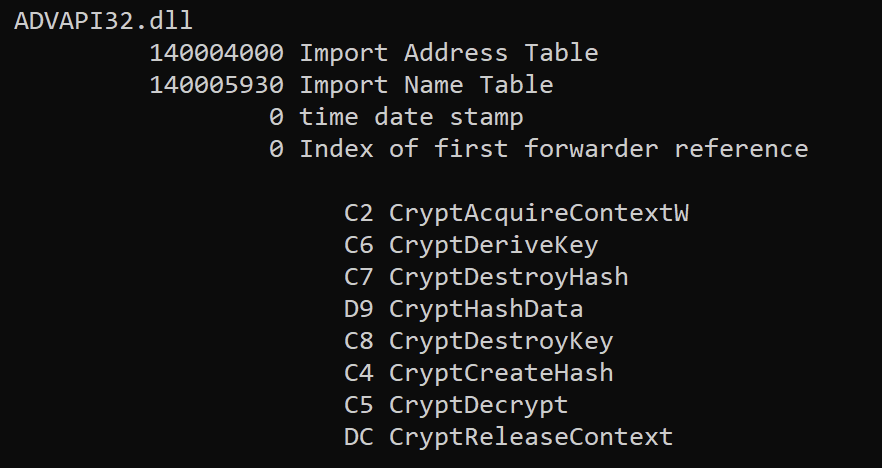 ADVAPI32.dll
140004000 Import Address Table
140005930 Import Name Table
0 time date stamp
0 Index of first forwarder reference
C2 CryptAcquireContextW
C6 CryptDeriveKey
C7 CryptDestroyHash
D9 CryptHashData
C8 CryptDestroyKey
C4 CryptCreateHash
C5 CryptDecrypt
DC CryptReleaseContext